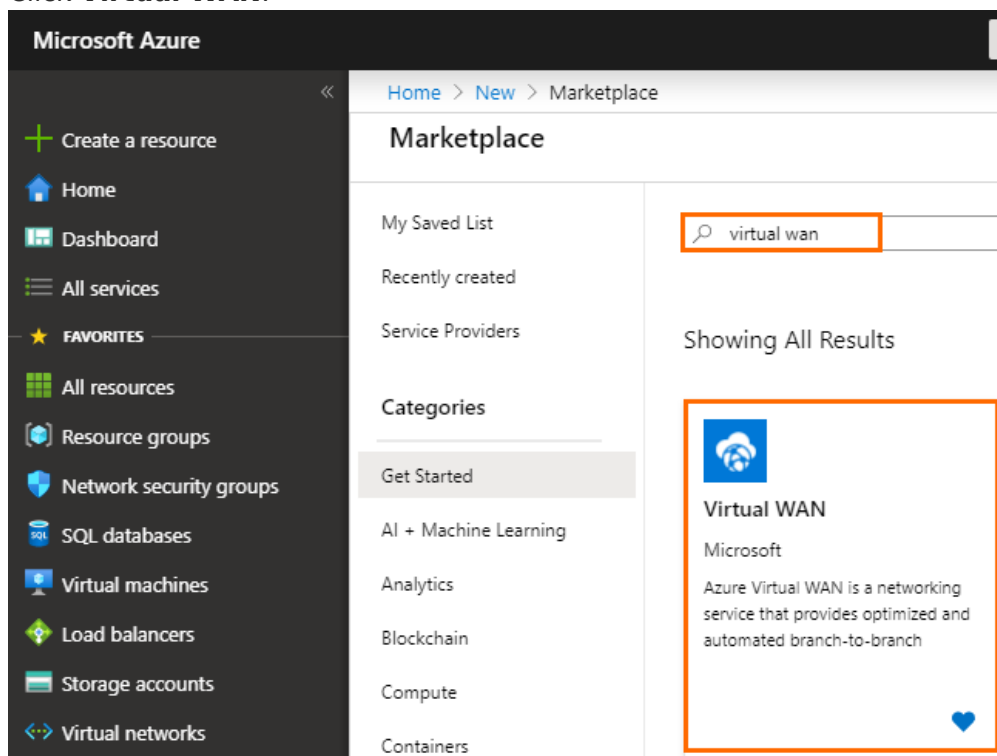 Click Virtual WAN.
Microsoft Azure
«
Create a resource
Home
Dashboard
All services
FAVORITES
All resources
Resource groups
Network security groups
SQL databases
Virtual machines
Load balancers
Storage accounts
Virtual networks
Home > New > Marketplace
Marketplace
My Saved List
Recently created
Service Providers
Categories
Get Started
AI + Machine Learning
Analytics
Blockchain
Compute
Containers
virtual wan
Showing All Results
Virtual WAN
Microsoft
Azure Virtual WAN is a networking
service that provides optimized and
automated branch-to-branch